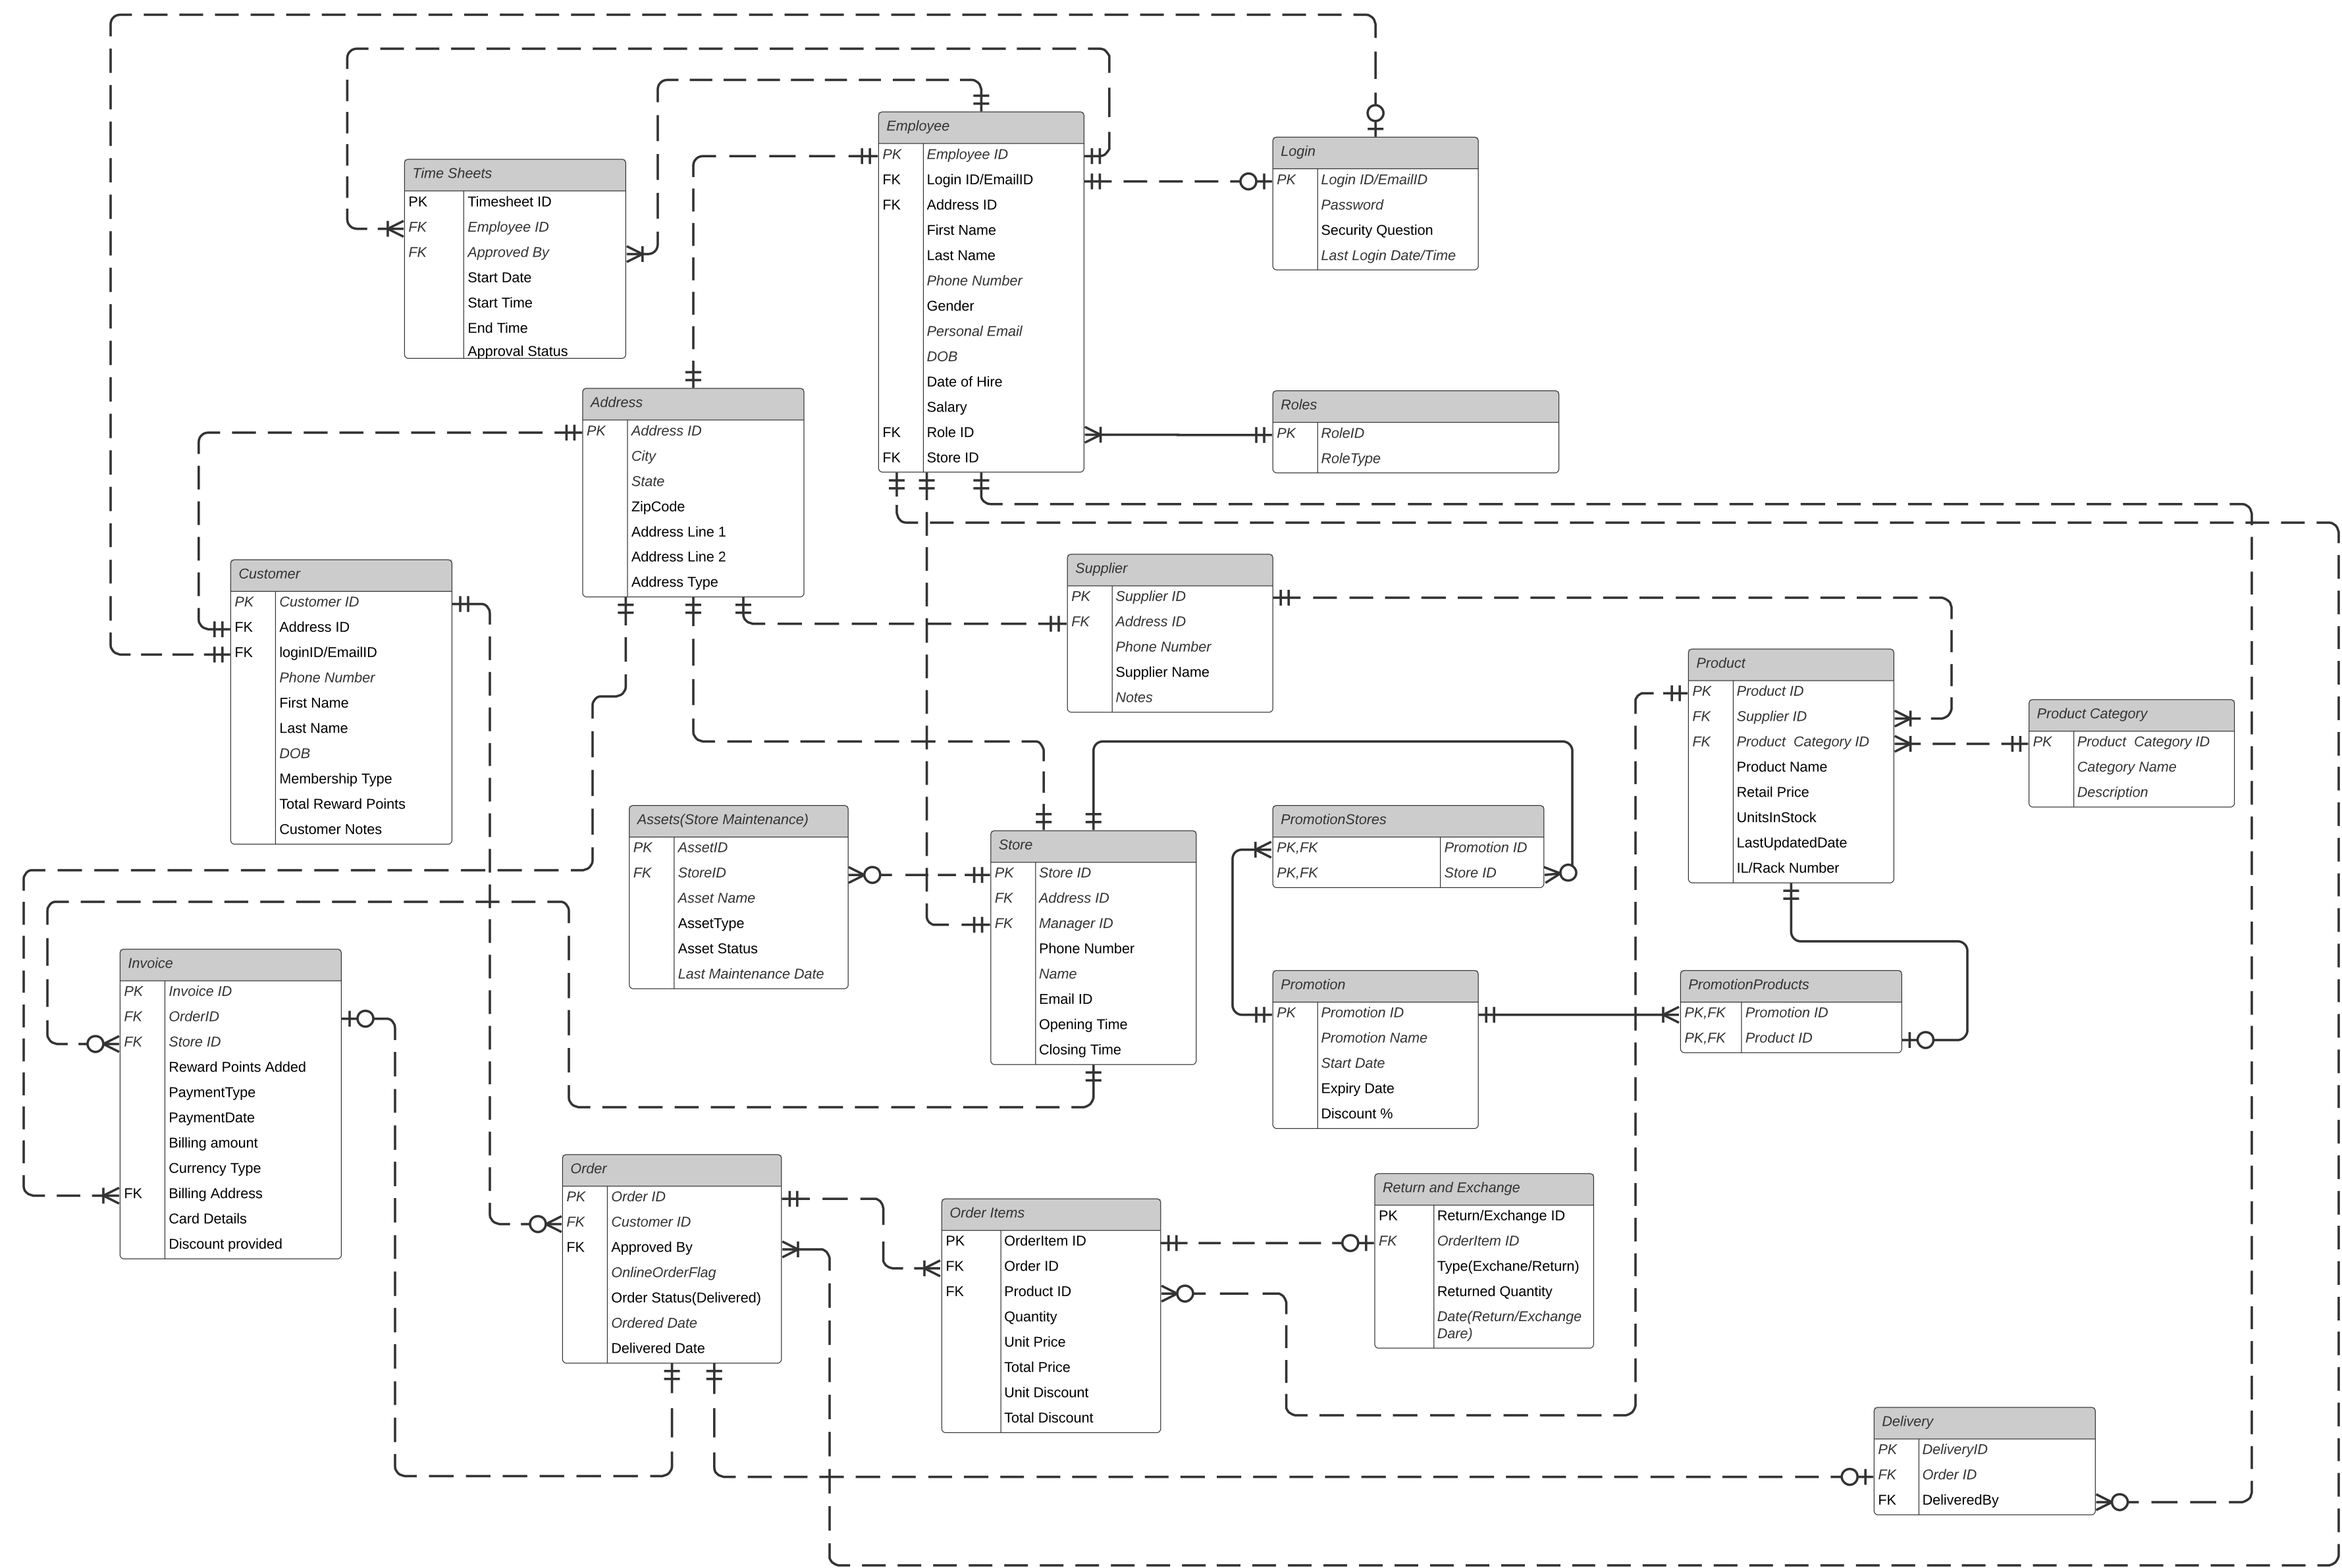 Employee
PK Employee ID
FK Login ID/EmailID
FK Address ID
First Name
Last Name
Phone Number
Gender
Personal Email
DOB
Date of Hire
Salary
FK Role ID
FK Store ID
Login
PK Login ID/EmailID
Password
Security Question
Last Login Date/Time
Time Sheets
PK Timesheet ID
FK Employee ID
FK Approved By
Start Date
Start Time
End Time
Approval Status
Address
PK Address ID
City
State
ZipCode
Address Line 1
Address Line 2
Address Type
Roles
PK RoleID
RoleType
Customer
PK Customer ID
FK Address ID
FK loginID/EmailID
Phone Number
First Name
Last Name
DOB
Membership Type
Total Reward Points
Customer Notes
Supplier
PK Supplier ID
FK Address ID
Phone Number
Supplier Name
Notes
Product
PK Product ID
FK Supplier ID
FK Product Category ID
Product Name
Retail Price
UnitsInStock
LastUpdatedDate
IL/Rack Number
Product Category
PK Product Category ID
Category Name
Description
Assets(Store Maintenance)
PK AssetID
FK StoreID
Asset Name
AssetType
Asset Status
Last Maintenance Date
Store
PK Store ID
FK Address ID
FK Manager ID
Phone Number
Name
Email ID
Opening Time
Closing Time
PromotionStores
PK,FK Promotion ID
PK,FK Store ID
Invoice
PK Invoice ID
FK OrderID
FK Store ID
Reward Points Added
PaymentType
PaymentDate
Billing amount
Currency Type
FK Billing Address
Card Details
Discount provided
Promotion
PK Promotion ID
Promotion Name
Start Date
Expiry Date
Discount %
PromotionProducts
PK,FK Promotion ID
PK,FK Product ID
Order
PK Order ID
FK Customer ID
FK Approved By
OnlineOrderFlag
Order Status(Delivered)
Ordered Date
Delivered Date
Order Items
PK OrderItem ID
FK Order ID
FK Product ID
Quantity
Unit Price
Total Price
Unit Discount
Total Discount
Return and Exchange
PK Return/Exchange ID
FK OrderItem ID
Type(Exchane/Return)
Returned Quantity
Date(Return/Exchange
Dare)
Delivery
PK DeliveryID
FK Order ID
FK DeliveredBy